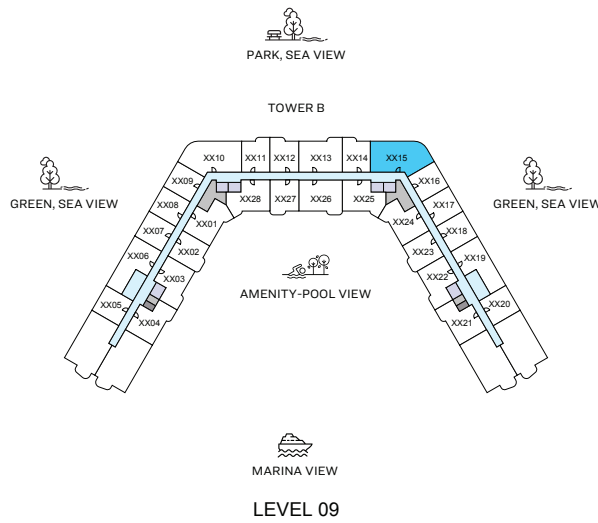 PARK, SEA VIEW
TOWER B
XX10
XX11
XX12
XX13
XX14
XX15
XX09
XX16
GREEN, SEA VIEW
GREEN, SEA VIEW
XX08
XX28
XX27
XX26
XX25
XX17
XX07
XX01
XX24
XX18
XX06
XX02
XX23
XX19
XX03
XX22
AMENITY-POOL VIEW
XX05
XX04
XX21
XX20
MARINA VIEW
LEVEL 09